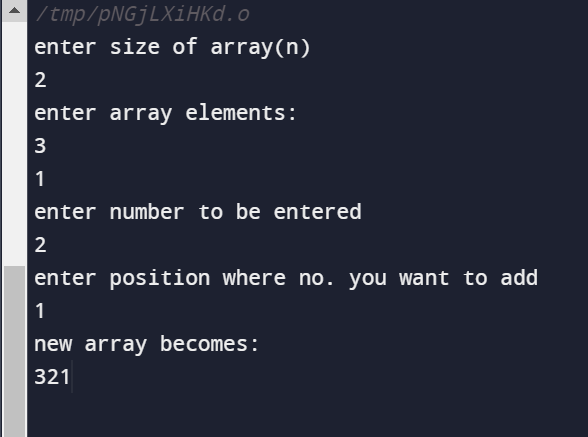 /tmp/pNGjLXiHKd.o
enter size of array(n)
2
enter array elements:
3
1
enter number to be entered
2
enter position where no. you want to add
1
new array becomes:
321